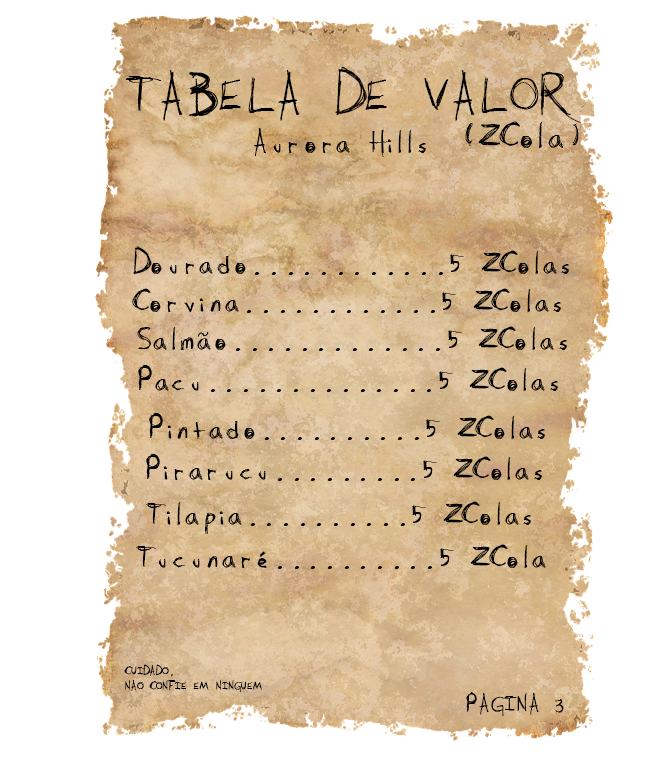 TABELA DE VALOR
(ZCola)
Aurora Hills
Dourado............5 ZColas
Corvina............5 ZColas
Salmão.............5 ZColas
Pacu..............5 ZColas
Pintado..........5 ZColas
Pirarucu.........5 ZColas
Tilapia..........5 ZColas
Tucunaré..........5 ZCola
CUIDADO,
NÃO CONFIE EM NINGUEM
PAGINA 3